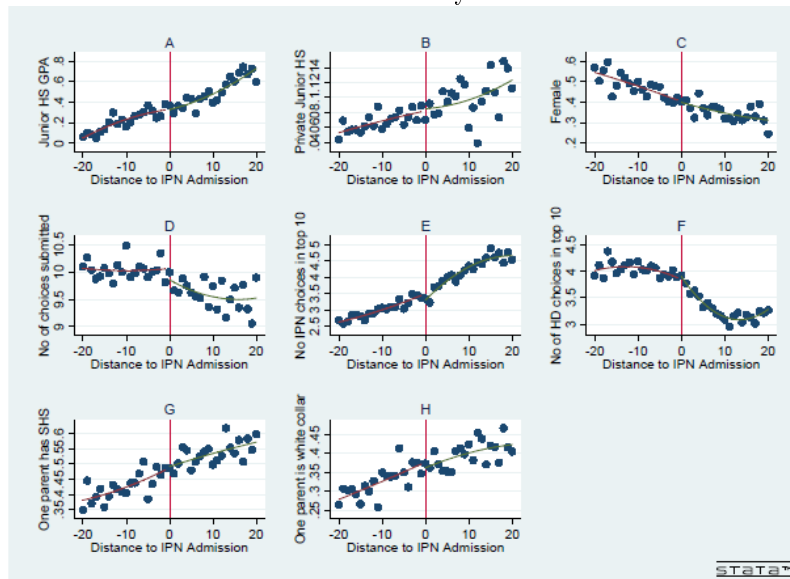 A
Junior HS GPA
0 .2 .4 .6 .8
-20 -10 0 10 20
Distance to IPN Admission
B
Private Junior HS
.040608.1.1214
-20 -10 0 10 20
Distance to IPN Admission
C
Female
.2 .3 .4 .5 .6
-20 -10 0 10 20
Distance to IPN Admission
D
No of choices submitted
9 9.5 10 10.5
-20 -10 0 10 20
Distance to IPN Admission
E
No IPN choices in top 10
2.5 3 3.5 4 4.5 5
-20 -10 0 10 20
Distance to IPN Admission
F
No of HD choices in top 10
3 3.5 4 4.5
-20 -10 0 10 20
Distance to IPN Admission
G
One parent has SHS
.35.4.45.5.55.6
-20 -10 0 10 20
Distance to IPN Admission
H
One parent is white collar
.25 .3 .35 .4 .45
-20 -10 0 10 20
Distance to IPN Admission
STATA™